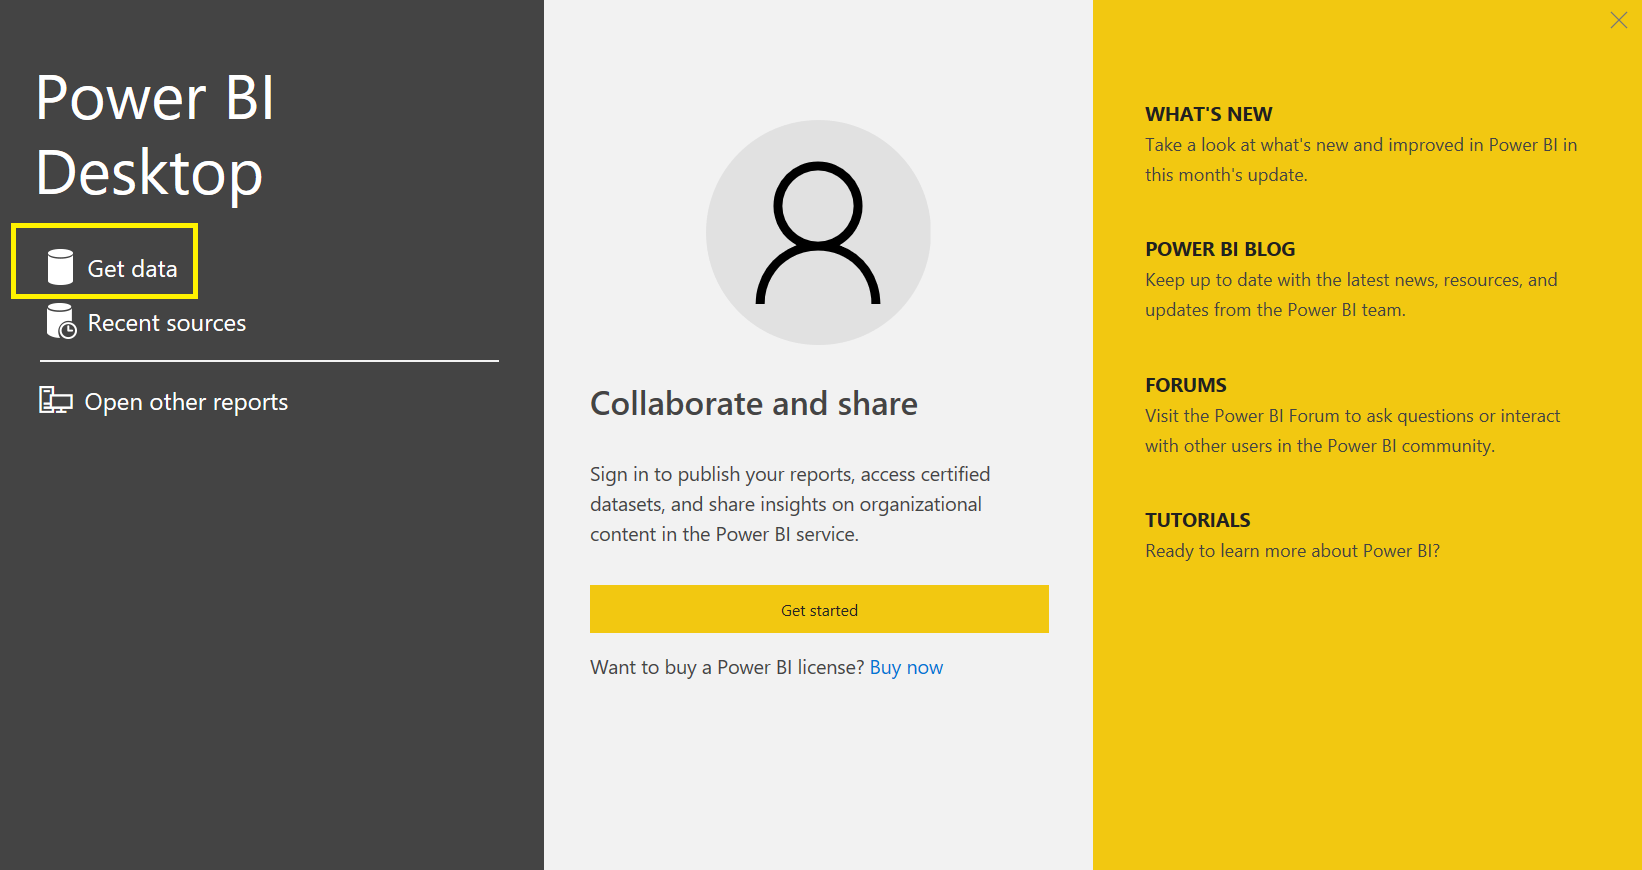 Power BI
Desktop
Get data
Recent sources
Open other reports
Collaborate and share
Sign in to publish your reports, access certified
datasets, and share insights on organizational
content in the Power BI service.
Get started
Want to buy a Power BI license? Buy now
WHAT'S NEW
Take a look at what's new and improved in Power BI in
this month's update.
POWER BI BLOG
Keep up to date with the latest news, resources, and
updates from the Power BI team.
FORUMS
Visit the Power BI Forum to ask questions or interact
with other users in the Power BI community.
TUTORIALS
Ready to learn more about Power BI?